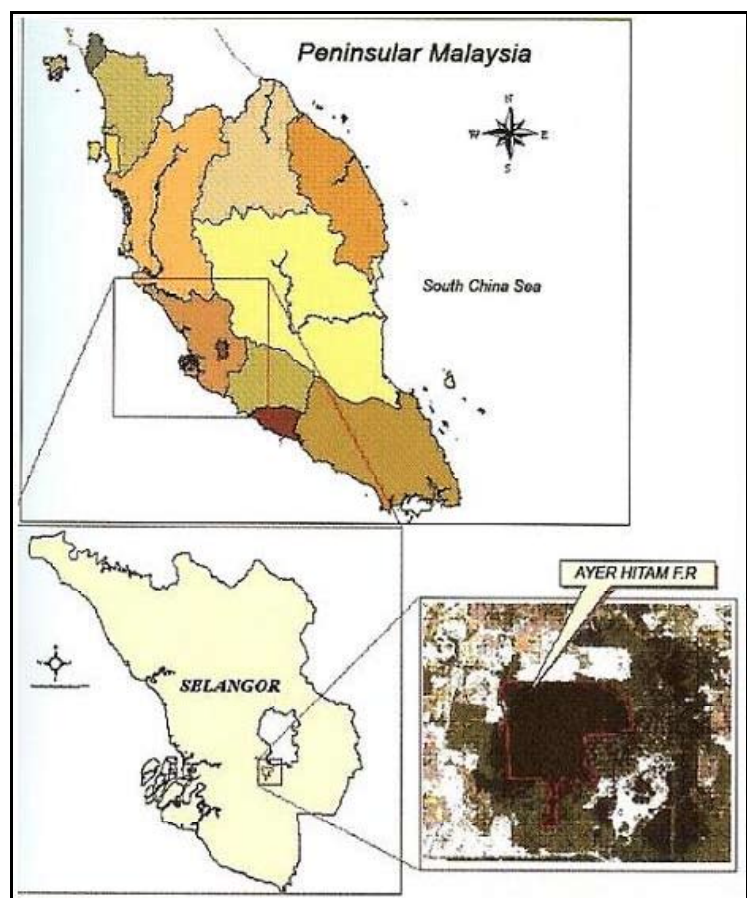 Peninsular Malaysia
N
W E
S
South China Sea
AYER HITAM F.R
SELANGOR